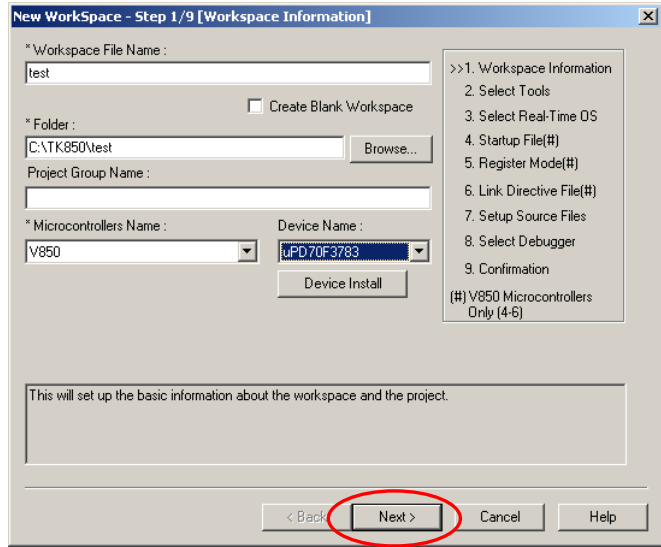 New WorkSpace - Step 1/9 [Workspace Information]
* Workspace File Name :
test
Create Blank Workspace
* Folder :
C:\TK850\test
Browse...
Project Group Name :
* Microcontrollers Name :
Device Name :
V850
uPD70F3783
Device Install
>>1. Workspace Information
2. Select Tools
3. Select Real-Time OS
4. Startup File(#)
5. Register Mode(#)
6. Link Directive File(#)
7. Setup Source Files
8. Select Debugger
9. Confirmation
(#) V850 Microcontrollers
Only (4-6)
This will set up the basic information about the workspace and the project.
< Back
Next >
Cancel
Help